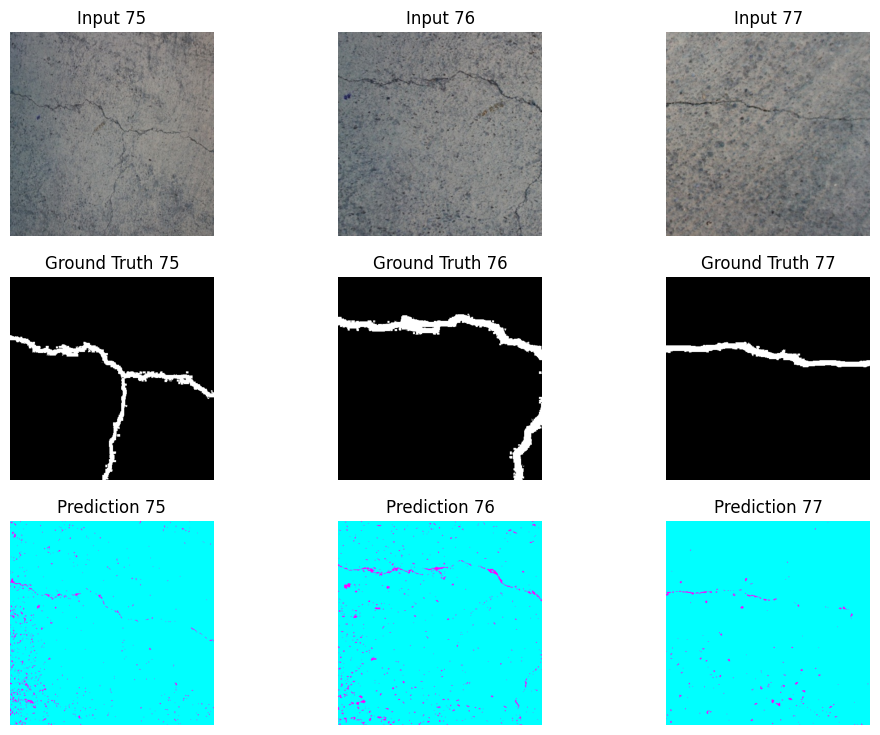 Input 75
Input 76
Input 77
Ground Truth 75
Ground Truth 76
Ground Truth 77
Prediction 75
Prediction 76
Prediction 77